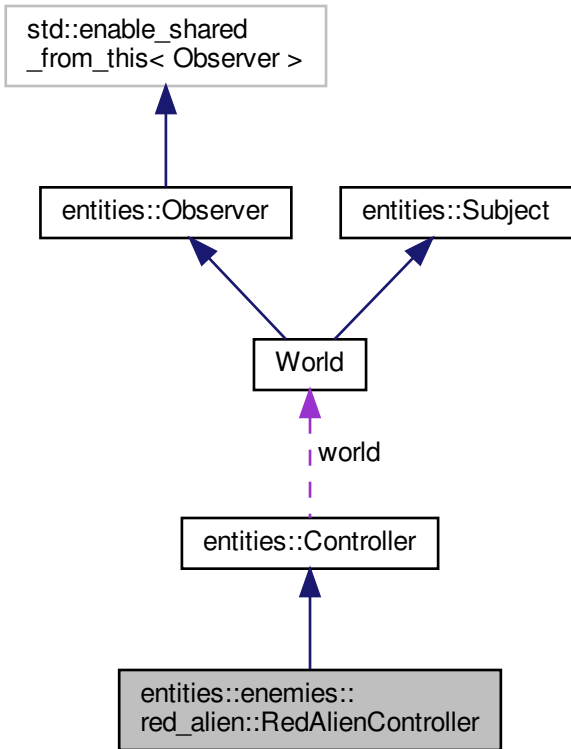 std::enable_shared
_from_this< Observer >
entities::Observer
entities::Subject
World
world
entities::Controller
entities::enemies::
red_alien::RedAlienController